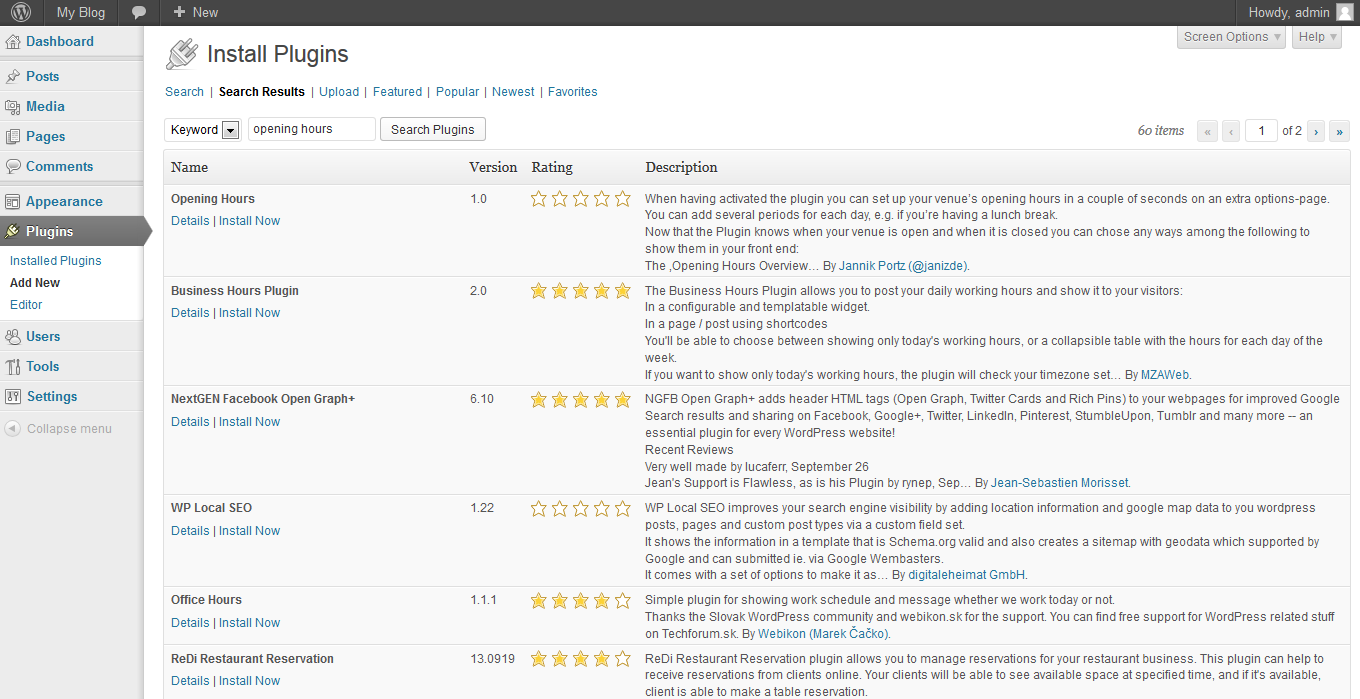 My Blog New Howdy, admin
Screen Options Help
Dashboard
Posts
Media
Pages
Comments
Appearance
Plugins
Installed Plugins
Add New
Editor
Users
Tools
Settings
Collapse menu
Install Plugins
Search | Search Results | Upload | Featured | Popular | Newest | Favorites
Keyword opening hours Search Plugins 60 items « ‹ 1 of 2 › »
Name Version Rating Description
Opening Hours 1.0
Details | Install Now
When having activated the plugin you can set up your venue's opening hours in a couple of seconds on an extra options-page.
You can add several periods for each day, e.g. if you're having a lunch break.
Now that the Plugin knows when your venue is open and when it is closed you can chose any ways among the following to
show them in your front end:
The ‚Opening Hours Overview… By Jannik Portz (@janizde).
Business Hours Plugin 2.0
Details | Install Now
The Business Hours Plugin allows you to post your daily working hours and show it to your visitors:
In a configurable and templatable widget.
In a page / post using shortcodes
You'll be able to choose between showing only today's working hours, or a collapsible table with the hours for each day of the
week.
If you want to show only today's working hours, the plugin will check your timezone set… By MZAWeb.
NextGEN Facebook Open Graph+ 6.10
Details | Install Now
NGFB Open Graph+ adds header HTML tags (Open Graph, Twitter Cards and Rich Pins) to your webpages for improved Google
Search results and sharing on Facebook, Google+, Twitter, LinkedIn, Pinterest, StumbleUpon, Tumblr and many more -- an
essential plugin for every WordPress website!
Recent Reviews
Very well made by lucaferr, September 26
Jean's Support is Flawless, as is his Plugin by rynep, Sep… By Jean-Sebastien Morisset.
WP Local SEO 1.22
Details | Install Now
WP Local SEO improves your search engine visibility by adding location information and google map data to you wordpress
posts, pages and custom post types via a custom field set.
It shows the information in a template that is Schema.org valid and also creates a sitemap with geodata which supported by
Google and can submitted ie. via Google Wembasters.
It comes with a set of options to make it as… By digitaleheimat GmbH.
Office Hours 1.1.1
Details | Install Now
Simple plugin for showing work schedule and message whether we work today or not.
Thanks the Slovak WordPress community and webikon.sk for the support. You can find free support for WordPress related stuff
on Techforum.sk. By Webikon (Marek Čačko).
ReDi Restaurant Reservation 13.0919
Details | Install Now
ReDi Restaurant Reservation plugin allows you to manage reservations for your restaurant business. This plugin can help to
receive reservations from clients online. Your clients will be able to see available space at specified time, and if it's available,
client is able to make a table reservation.